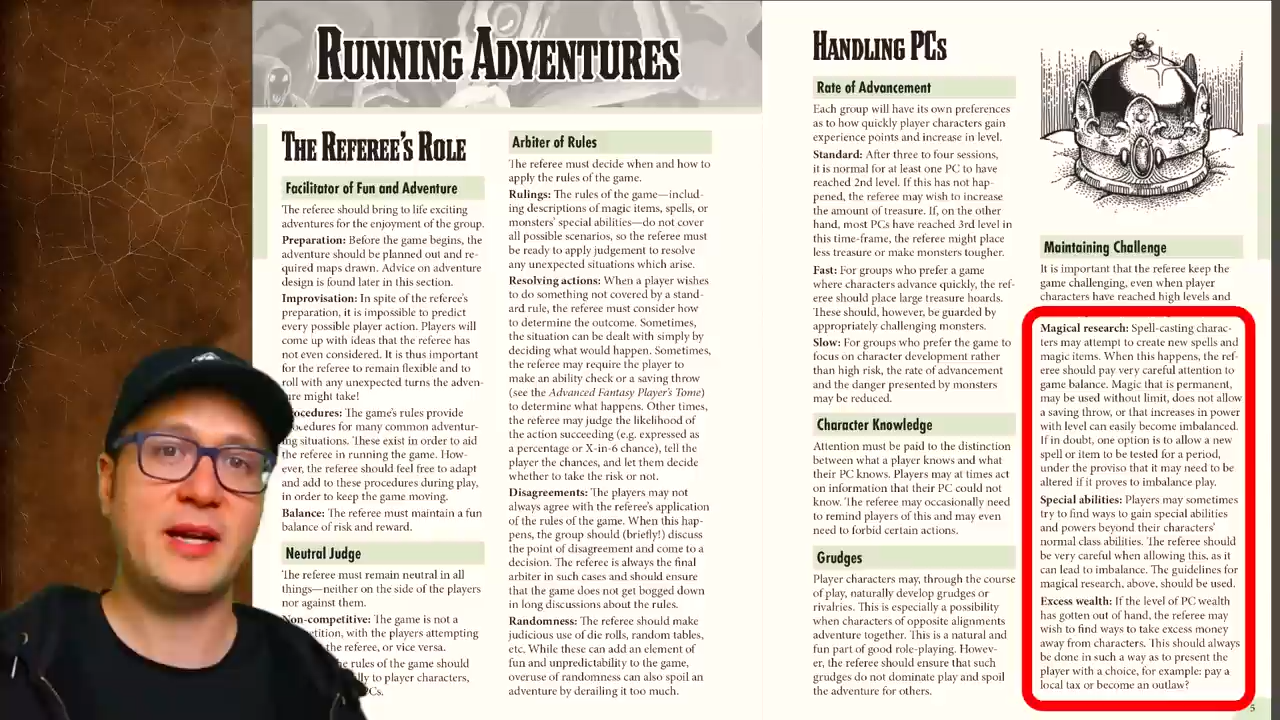 RUNNING ADVENTURES
THE REFEREE'S ROLE
Facilitator of Fun and Adventure
The referee should bring to life exciting
adventures for the enjoyment of the group.
Preparation: Before the game begins, the
adventure should be planned out and re-
quired maps drawn. Advice on adventure
design is found later in this section.
Improvisation: In spite of the referee's
preparation, it is impossible to predict
every possible player action. Players will
come up with ideas that the referee has
not even considered. It is thus important
for the referee to remain flexible and to
roll with any unexpected turns the adven-
ure might take!
ocedures: The game's rules provide
ocedures for many common adventur-
ng situations. These exist in order to aid
the referee in running the game. How-
ever, the referee should feel free to adapt
and add to these procedures during play,
in order to keep the game moving.
Balance: The referee must maintain a fun
balance of risk and reward.
Neutral Judge
The referee must remain neutral in all
things—neither on the side of the players
nor against them.
Non-competitive: The game is not a
etition, with the players attempting
the referee, or vice versa.
he rules of the game should
lly to player characters,
PCs.
Arbiter of Rules
The referee must decide when and how to
apply the rules of the game.
Rulings: The rules of the game—includ-
ing descriptions of magic items, spells, or
monsters' special abilities—do not cover
all possible scenarios, so the referee must
be ready to apply judgement to resolve
any unexpected situations which arise.
Resolving actions: When a player wishes
to do something not covered by a stand-
ard rule, the referee must consider how
to determine the outcome. Sometimes,
the situation can be dealt with simply by
deciding what would happen. Sometimes,
the referee may require the player to
make an ability check or a saving throw
(see the Advanced Fantasy Player's Tome)
to determine what happens. Other times,
the referee may judge the likelihood of
the action succeeding (e.g. expressed as
a percentage or X-in-6 chance), tell the
player the chances, and let them decide
whether to take the risk or not.
Disagreements: The players may not
always agree with the referee's application
of the rules of the game. When this hap-
pens, the group should (briefly!) discuss
the point of disagreement and come to a
decision. The referee is always the final
arbiter in such cases and should ensure
that the game does not get bogged down
in long discussions about the rules.
Randomness: The referee should make
judicious use of die rolls, random tables,
etc. While these can add an element of
fun and unpredictability to the game,
overuse of randomness can also spoil an
adventure by derailing it too much.
HANDLING PCS
Rate of Advancement
Each group will have its own preferences
as to how quickly player characters gain
experience points and increase in level.
Standard: After three to four sessions,
it is normal for at least one PC to have
reached 2nd level. If this has not hap-
pened, the referee may wish to increase
the amount of treasure. If, on the other
hand, most PCs have reached 3rd level in
this time-frame, the referee might place
less treasure or make monsters tougher.
Fast: For groups who prefer a game
where characters advance quickly, the ref-
eree should place large treasure hoards.
These should, however, be guarded by
appropriately challenging monsters.
Slow: For groups who prefer the game to
focus on character development rather
than high risk, the rate of advancement
and the danger presented by monsters
may be reduced.
Character Knowledge
Attention must be paid to the distinction
between what a player knows and what
their PC knows. Players may at times act
on information that their PC could not
know. The referee may occasionally need
to remind players of this and may even
need to forbid certain actions.
Grudges
Player characters may, through the course
of play, naturally develop grudges or
rivalries. This is especially a possibility
when characters of opposite alignments
adventure together. This is a natural and
fun part of good role-playing. Howev-
er, the referee should ensure that such
grudges do not dominate play and spoil
the adventure for others.
Maintaining Challenge
It is important that the referee keep the
game challenging, even when player
characters have reached high levels and
Magical research: Spell-casting charac-
ters may attempt to create new spells and
magic items. When this happens, the ref-
eree should pay very careful attention to
game balance. Magic that is permanent,
may be used without limit, does not allow
a saving throw, or that increases in power
with level can easily become imbalanced.
If in doubt, one option is to allow a new
spell or item to be tested for a period,
under the proviso that it may need to be
altered if it proves to imbalance play.
Special abilities: Players may sometimes
try to find ways to gain special abilities
and powers beyond their characters'
normal class abilities. The referee should
be very careful when allowing this, as it
can lead to imbalance. The guidelines for
magical research, above, should be used.
Excess wealth: If the level of PC wealth
has gotten out of hand, the referee may
wish to find ways to take excess money
away from characters. This should always
be done in such a way as to present the
player with a choice, for example: pay a
local tax or become an outlaw?
5